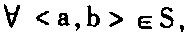 ∀ <a,b> ∈ S,